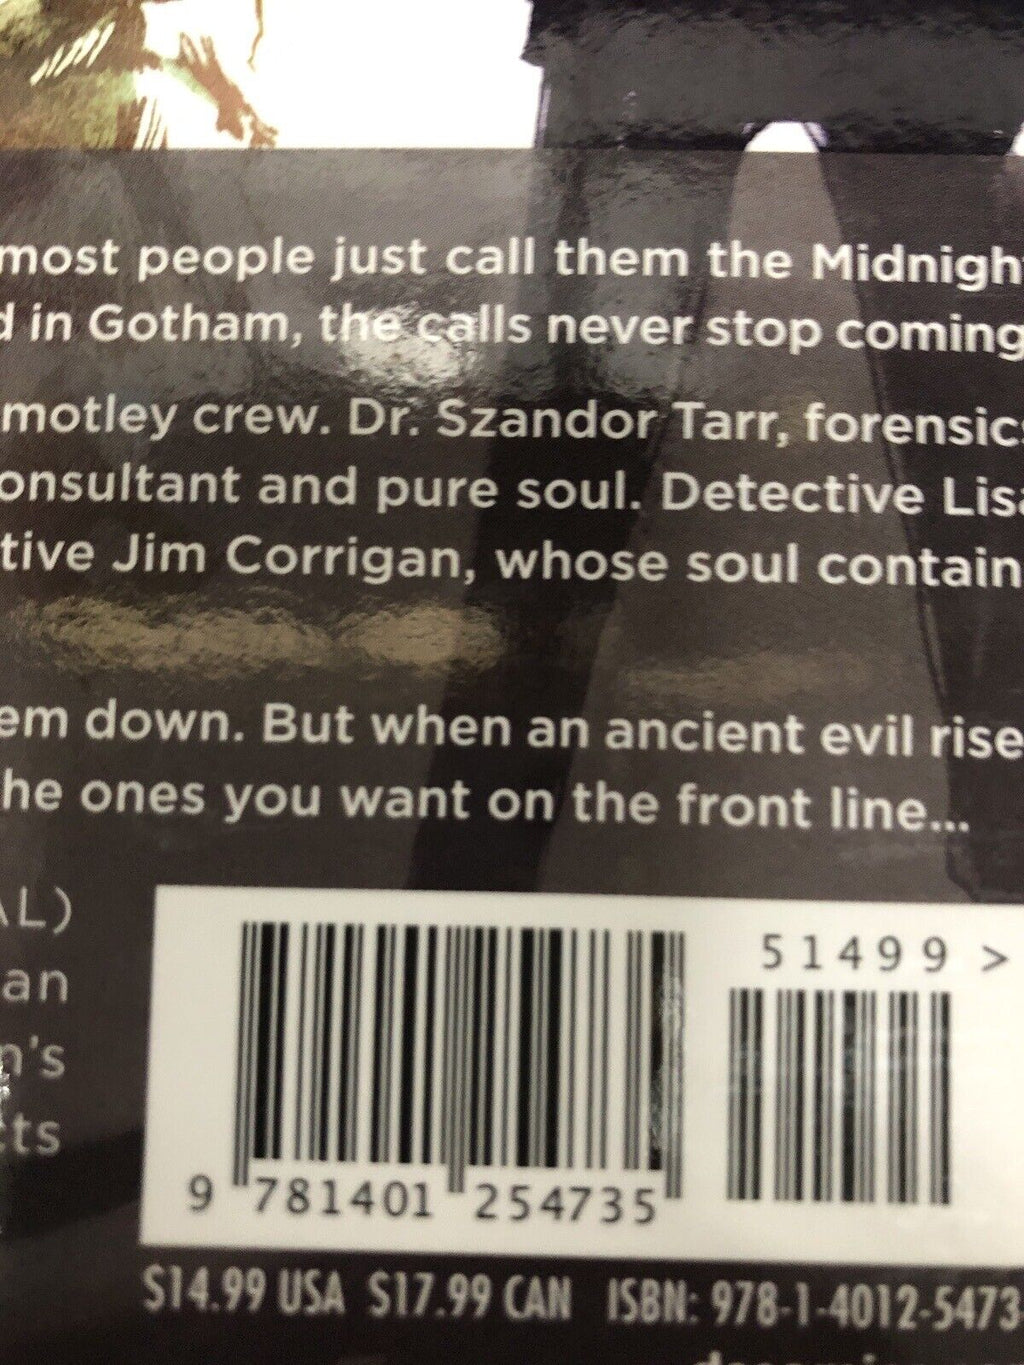 most people just call them the Midnigh
d in Gotham, the calls never stop coming
motley crew. Dr. Szandor Tarr, forensics
onsultant and pure soul. Detective Lisa
tive Jim Corrigan, whose soul contain
em down. But when an ancient evil rise
he ones you want on the front line...
AL)
an
n's
cts
51499 >
9 781401 254735
$14.99 USA $17.99 CAN ISBN: 978-1-4012-5473-